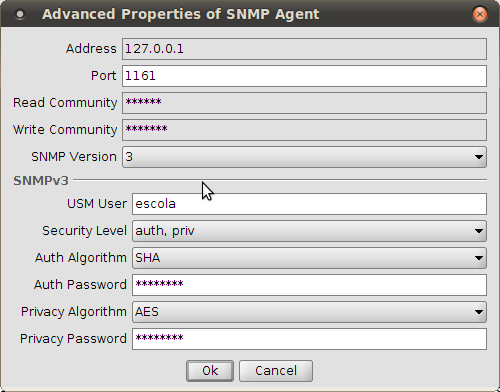 Advanced Properties of SNMP Agent
Address 127.0.0.1
Port 1161
Read Community ******
Write Community *******
SNMP Version 3
SNMPv3
USM User escola
Security Level auth, priv
Auth Algorithm SHA
Auth Password ********
Privacy Algorithm AES
Privacy Password ********
Ok Cancel